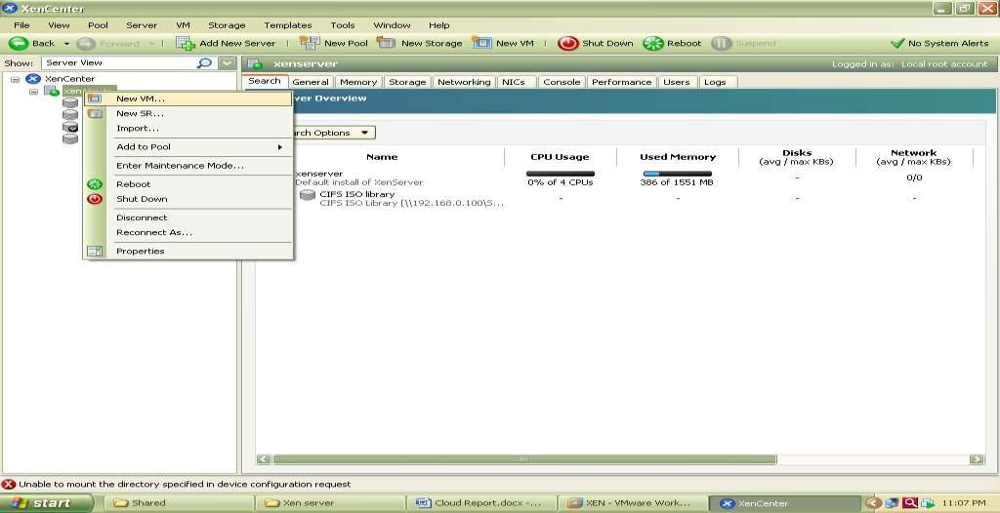 XenCenter
File View Pool Server VM Storage Templates Tools Window Help
Back Forward Add New Server New Pool New Storage New VM Shut Down Reboot Suspend No System Alerts
Show: Server View
xenserver Logged in as: Local root account
XenCenter
Search General Memory Storage Networking NICs Console Performance Users Logs
New VM...
New SR...
Import...
Add to Pool
Enter Maintenance Mode...
Reboot
Shut Down
Disconnect
Reconnect As...
Properties
ver Overview
rch Options
Name CPU Usage Used Memory Disks Network
(avg / max KBs) (avg / max KBs)
xenserver 0% of 4 CPUs 386 of 1551 MB - 0/0
Default install of XenServer
CIFS ISO library - - - -
CIFS ISO Library [\\192.168.0.100\S...
Unable to mount the directory specified in device configuration request
start Shared Xen server Cloud Report.docx -... XEN - VMware Work... XenCenter 11:07 PM